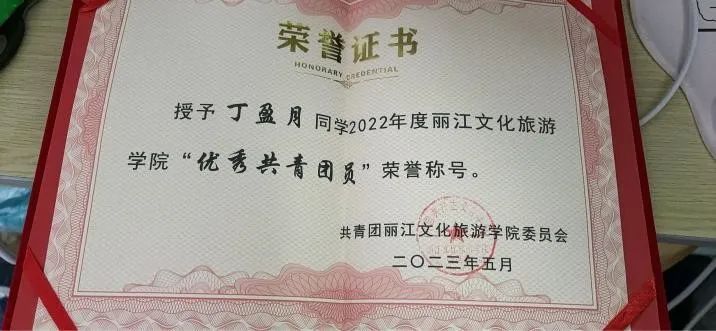 荣誉证书
HONORARY CREDENTIAL
授予 丁盈月 同学2022年度丽江文化旅游
学院“优秀共青团员”荣誉称号。
共青团丽江文化旅游学院委员会
二〇二三年五月